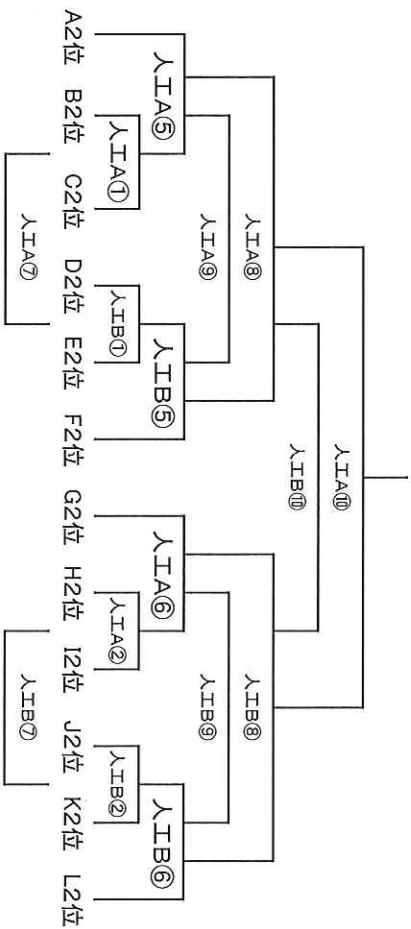 人工A⑩
人工B⑩
人工A⑧
人工B⑧
人工A⑨
人工B⑨
人工A⑤
人工B⑤
人工A⑥
人工B⑥
人工A①
人工B①
人工A②
人工B②
A2位
B2位
C2位
D2位
E2位
F2位
G2位
H2位
I2位
J2位
K2位
L2位
人工A⑦
人工B⑦